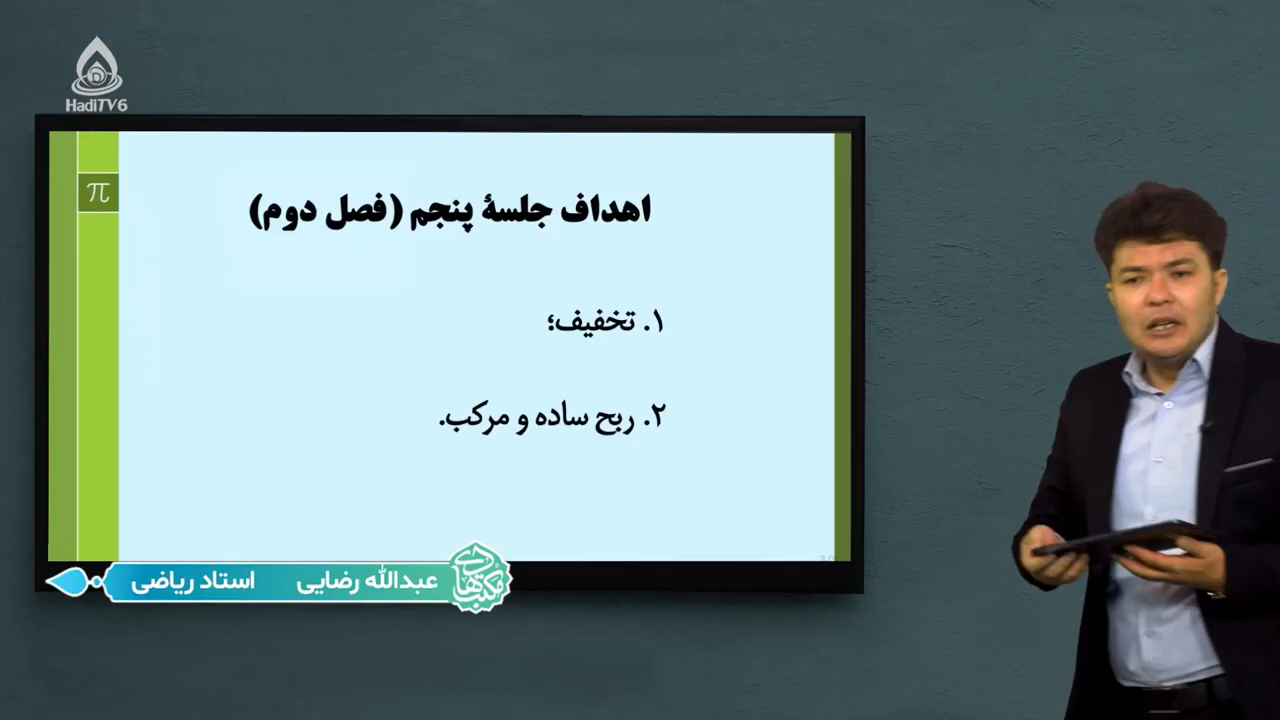 HadiTV6
π
اهداف جلسهٔ پنجم (فصل دوم)
۱. تخفیف؛
۲. ربح ساده و مرکب.
عبدالله رضایی استاد ریاضی